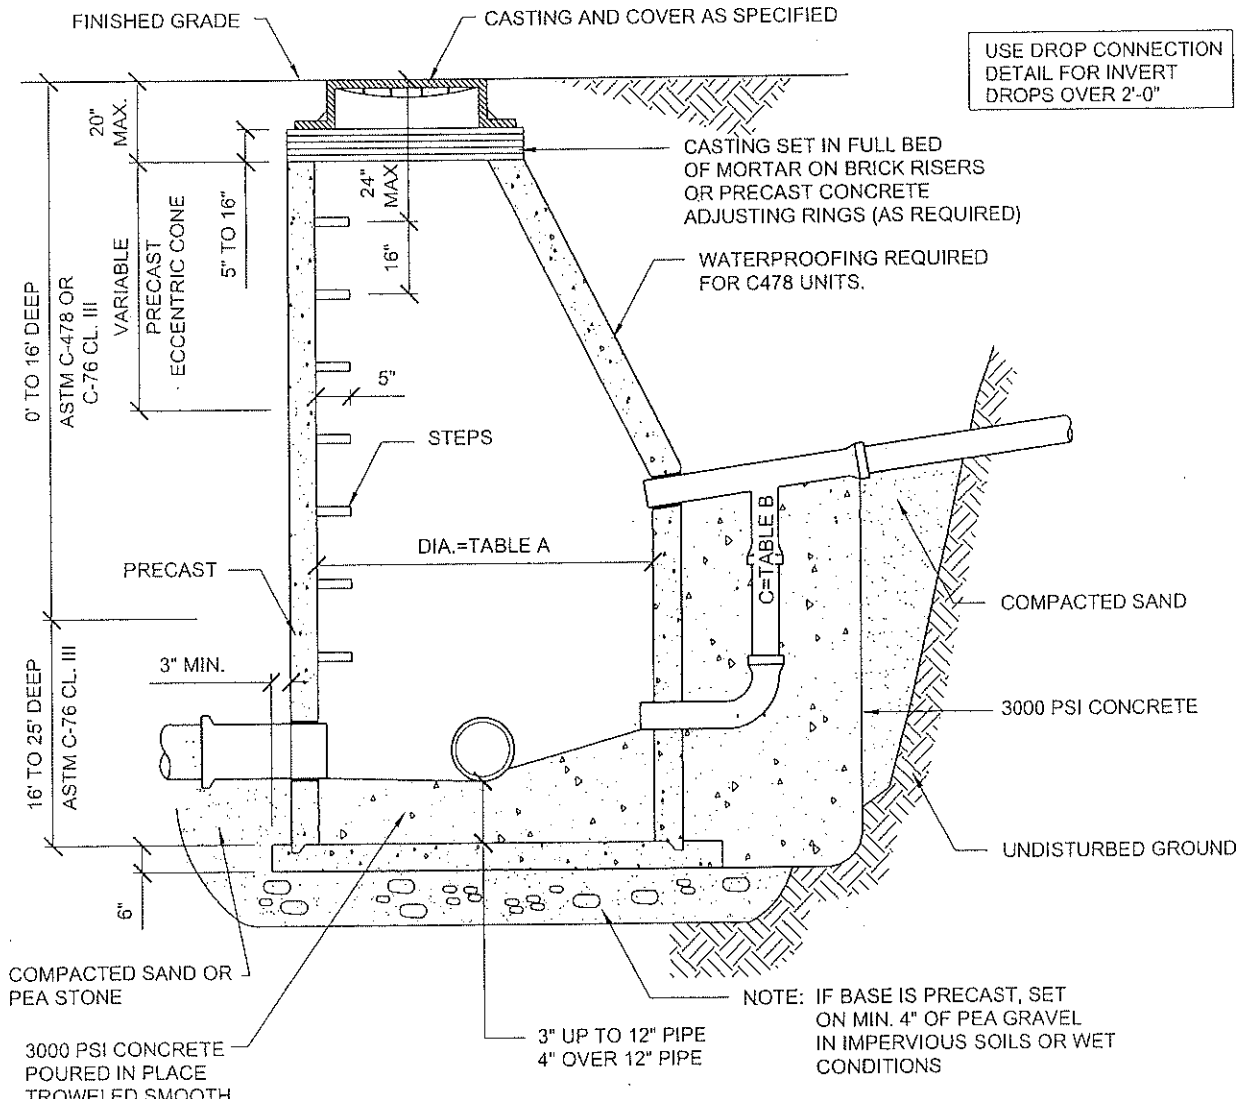 FINISHED GRADE
CASTING AND COVER AS SPECIFIED
USE DROP CONNECTION
DETAIL FOR INVERT
DROPS OVER 2'-0"
20"
MAX.
CASTING SET IN FULL BED
OF MORTAR ON BRICK RISERS
OR PRECAST CONCRETE
ADJUSTING RINGS (AS REQUIRED)
24"
MAX
5" TO 16"
16"
WATERPROOFING REQUIRED
FOR C478 UNITS.
VARIABLE
PRECAST
ECCENTRIC CONE
0' TO 16' DEEP
ASTM C-478 OR
C-76 CL. III
5"
STEPS
DIA.=TABLE A
C=TABLE B
PRECAST
COMPACTED SAND
3" MIN.
16' TO 25' DEEP
ASTM C-76 CL. III
3000 PSI CONCRETE
UNDISTURBED GROUND
6"
COMPACTED SAND OR
PEA STONE
NOTE: IF BASE IS PRECAST, SET
ON MIN. 4" OF PEA GRAVEL
IN IMPERVIOUS SOILS OR WET
CONDITIONS
3" UP TO 12" PIPE
4" OVER 12" PIPE
3000 PSI CONCRETE
POURED IN PLACE
TROWELED SMOOTH